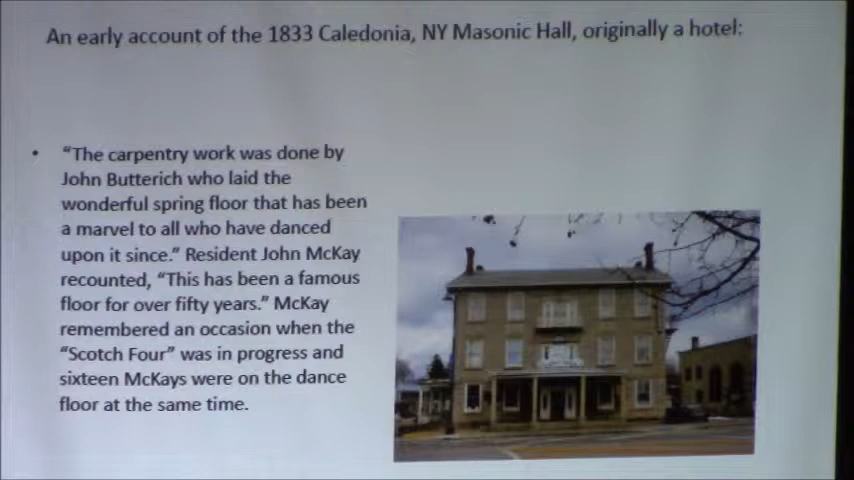 An early account of the 1833 Caledonia, NY Masonic Hall, originally a hotel:
• “The carpentry work was done by
John Butterich who laid the
wonderful spring floor that has been
a marvel to all who have danced
upon it since.” Resident John McKay
recounted, “This has been a famous
floor for over fifty years.” McKay
remembered an occasion when the
“Scotch Four” was in progress and
sixteen McKays were on the dance
floor at the same time.